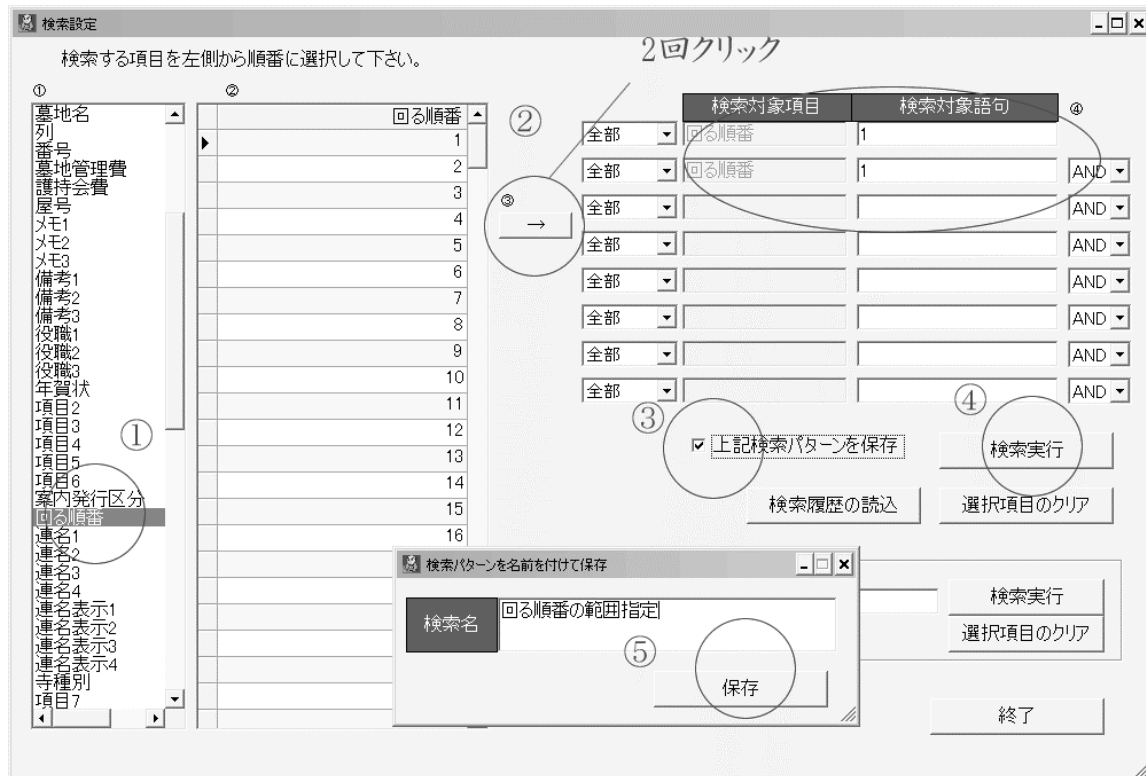 検索設定
検索する項目を左側から順番に選択して下さい。
2回クリック
①
②
墓地名
列
番号
墓地管理費
護持会費
屋号
メモ1
メモ2
メモ3
備考1
備考2
備考3
役職1
役職2
役職3
年賀状
項目2
項目3
項目4
項目5
項目6
案内発行区分
回る順番
連名1
連名2
連名3
連名4
連名表示1
連名表示2
連名表示3
連名表示4
寺種別
項目7
①
回る順番
1
2
3
4
5
6
7
8
9
10
11
12
13
14
15
16
②
③
→
検索対象項目 検索対象語句 ④
全部 回る順番 1
全部 回る順番 1 AND
全部 AND
全部 AND
全部 AND
全部 AND
全部 AND
全部 AND
③
④
上記検索パターンを保存
検索実行
検索履歴の読込
選択項目のクリア
検索パターンを名前を付けて保存
検索名 回る順番の範囲指定
⑤
保存
検索実行
選択項目のクリア
終了